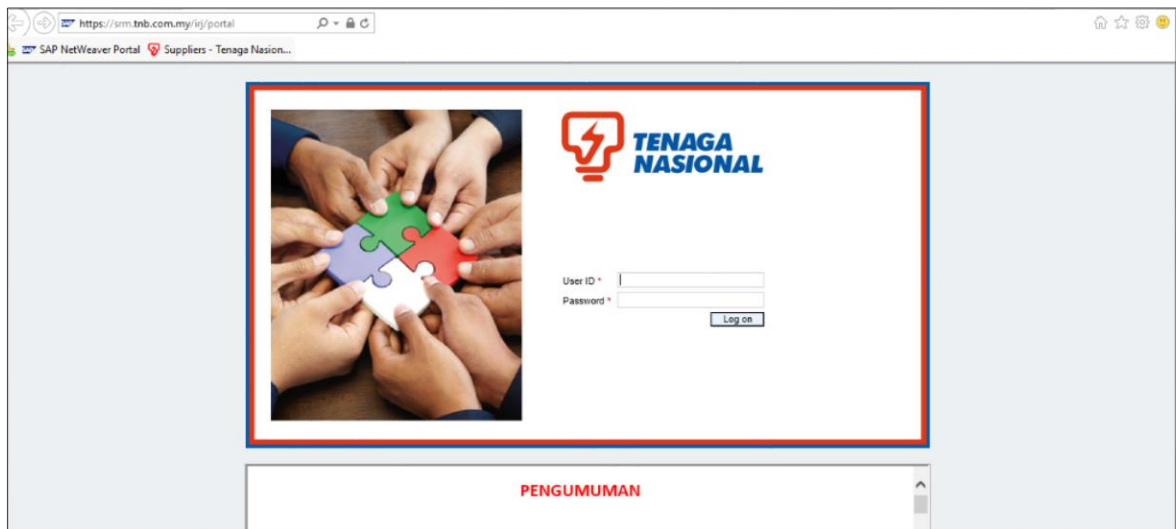 https://srm.tnb.com.my/irj/portal
SAP NetWeaver Portal Suppliers - Tenaga Nasion...
TENAGA
NASIONAL
User ID *
Password *
Log on
PENGUMUMAN